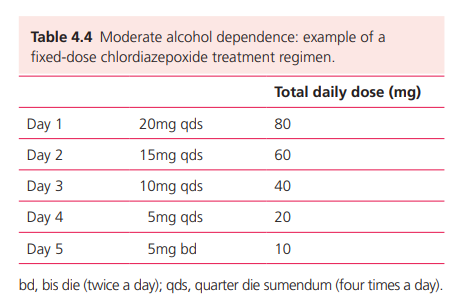 Table 4.4 Moderate alcohol dependence: example of a
fixed-dose chlordiazepoxide treatment regimen.
Total daily dose (mg)
Day 1 20mg qds 80
Day 2 15mg qds 60
Day 3 10mg qds 40
Day 4 5mg qds 20
Day 5 5mg bd 10
bd, bis die (twice a day); qds, quarter die sumendum (four times a day).